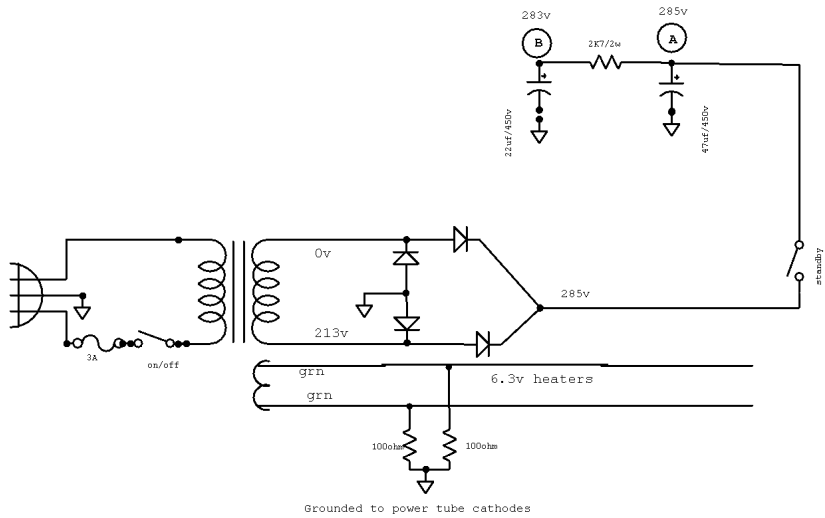 283v
285v
B
A
2K7/2w
22uf/450v
47uf/450v
0v
standby
285v
213v
3A
on/off
grn
6.3v heaters
grn
100ohm
100ohm
Grounded to power tube cathodes